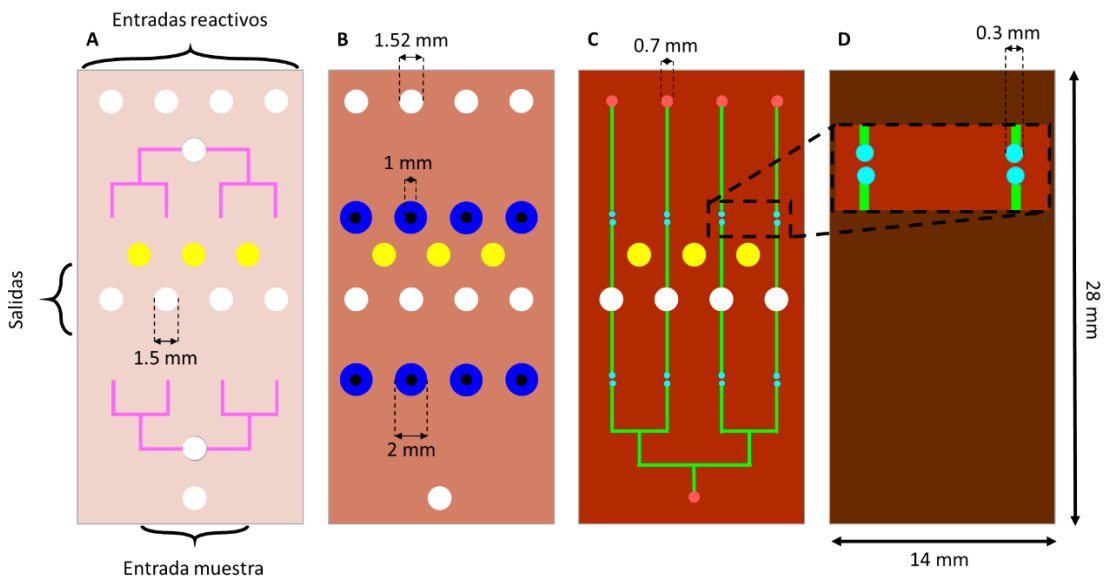 Entradas reactivos
A
B
C
D
1.52 mm
0.7 mm
0.3 mm
1 mm
Salidas
1.5 mm
28 mm
2 mm
14 mm
Entrada muestra